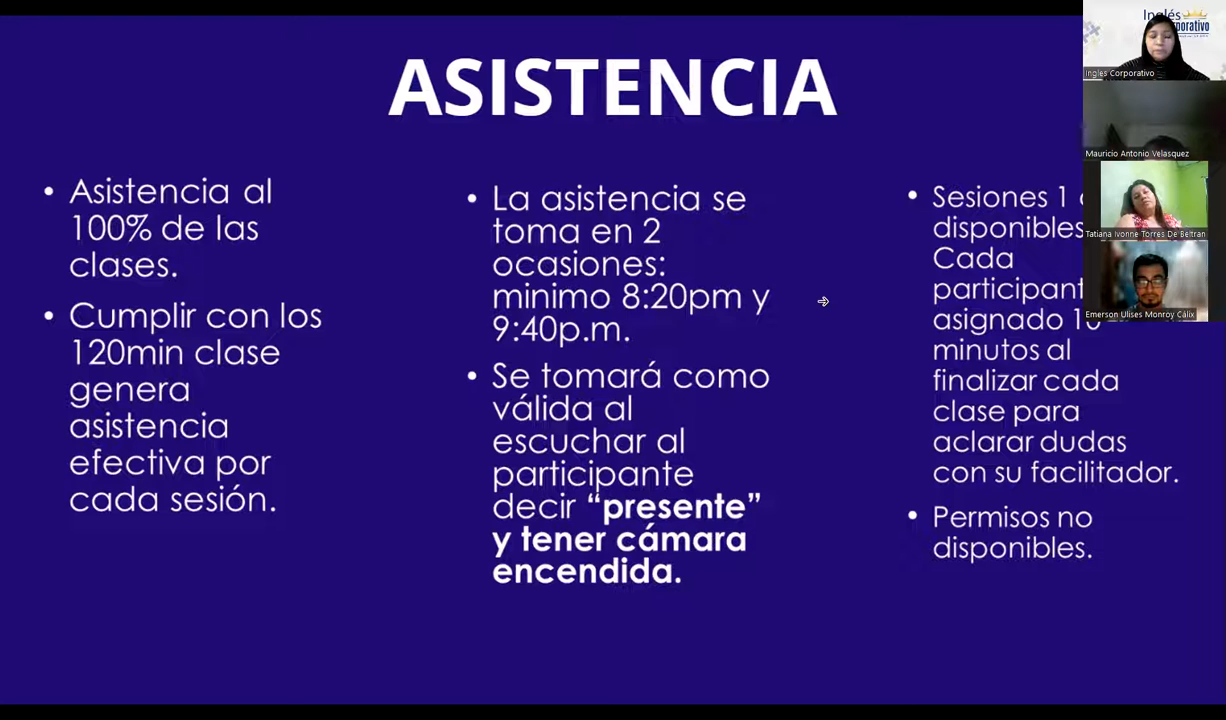 ASISTENCIA
• Asistencia al
100% de las
clases.
• Cumplir con los
120min clase
genera
asistencia
efectiva por
cada sesión.
• La asistencia se
toma en 2
ocasiones:
minimo 8:20pm y
9:40p.m.
• Se tomará como
válida al
escuchar al
participante
decir “presente”
y tener cámara
encendida.
• Sesiones 1
disponibles
Cada
asignado
minutos al
finalizar cada
clase para
aclarar dudas
con su facilitador.
• Permisos no
disponibles.
Inglés
Ingles Corporativo
Mauricio Antonio Velasquez
Tatiana Ivonne Torres De Beltran
Emerson Ulises Monroy Cálix